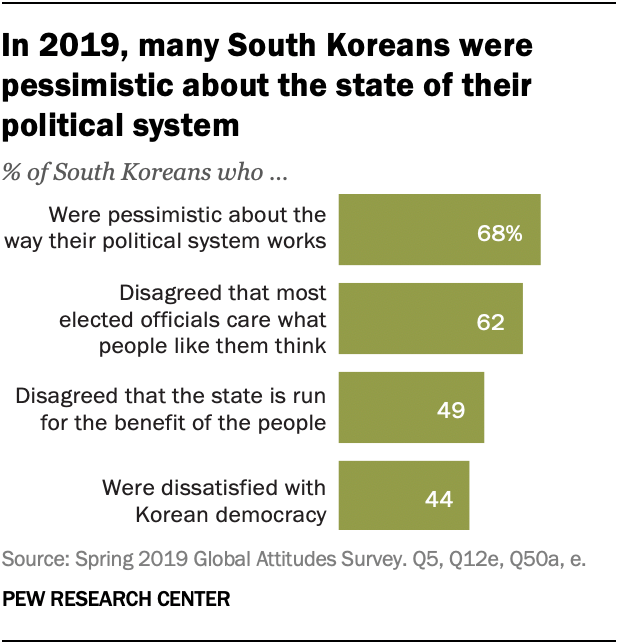 In 2019, many South Koreans were
pessimistic about the state of their
political system
% of South Koreans who ...
Were pessimistic about the
way their political system works
68%
Disagreed that most
elected officials care what
people like them think
62
Disagreed that the state is run
for the benefit of the people
49
Were dissatisfied with
Korean democracy
44
Source: Spring 2019 Global Attitudes Survey. Q5, Q12e, Q50a, e.
PEW RESEARCH CENTER